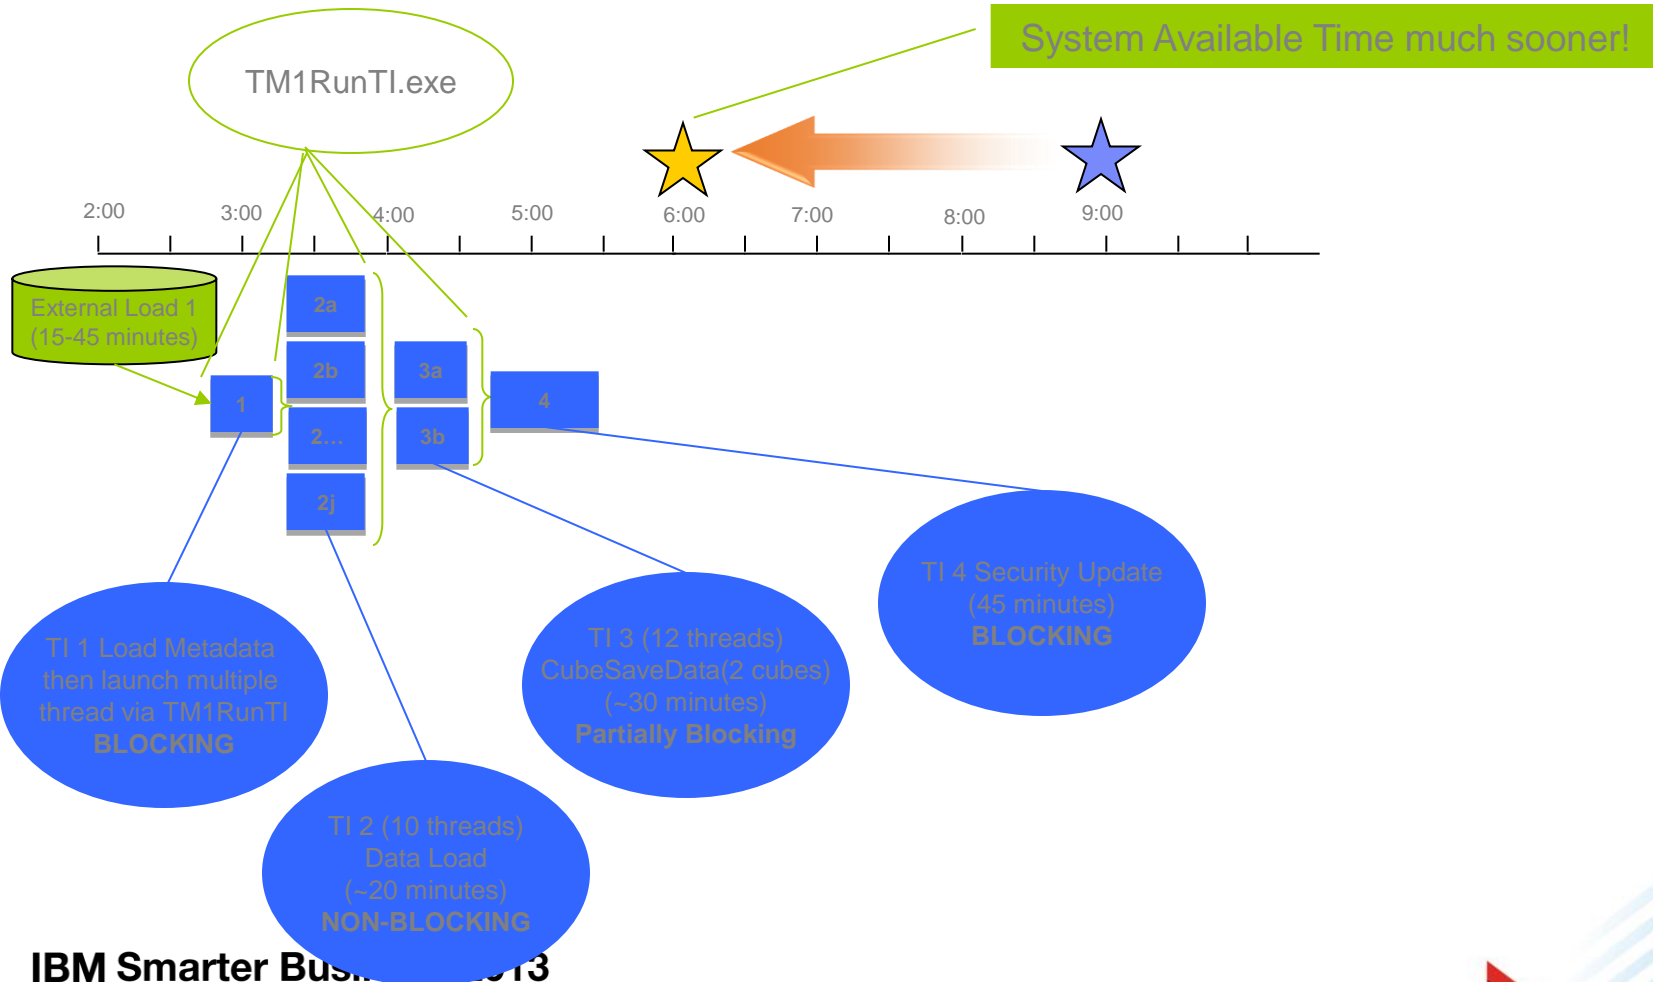 System Available Time much sooner!
TM1RunTI.exe
2:00
3:00
4:00
5:00
6:00
7:00
8:00
9:00
External Load 1
(15-45 minutes)
1
2a
2b
2...
2j
3a
3b
4
TI 1 Load Metadata
then launch multiple
thread via TM1RunTI
BLOCKING
TI 2 (10 threads)
Data Load
(~20 minutes)
NON-BLOCKING
TI 3 (12 threads)
CubeSaveData(2 cubes)
(~30 minutes)
Partially Blocking
TI 4 Security Update
(45 minutes)
BLOCKING
IBM Smarter